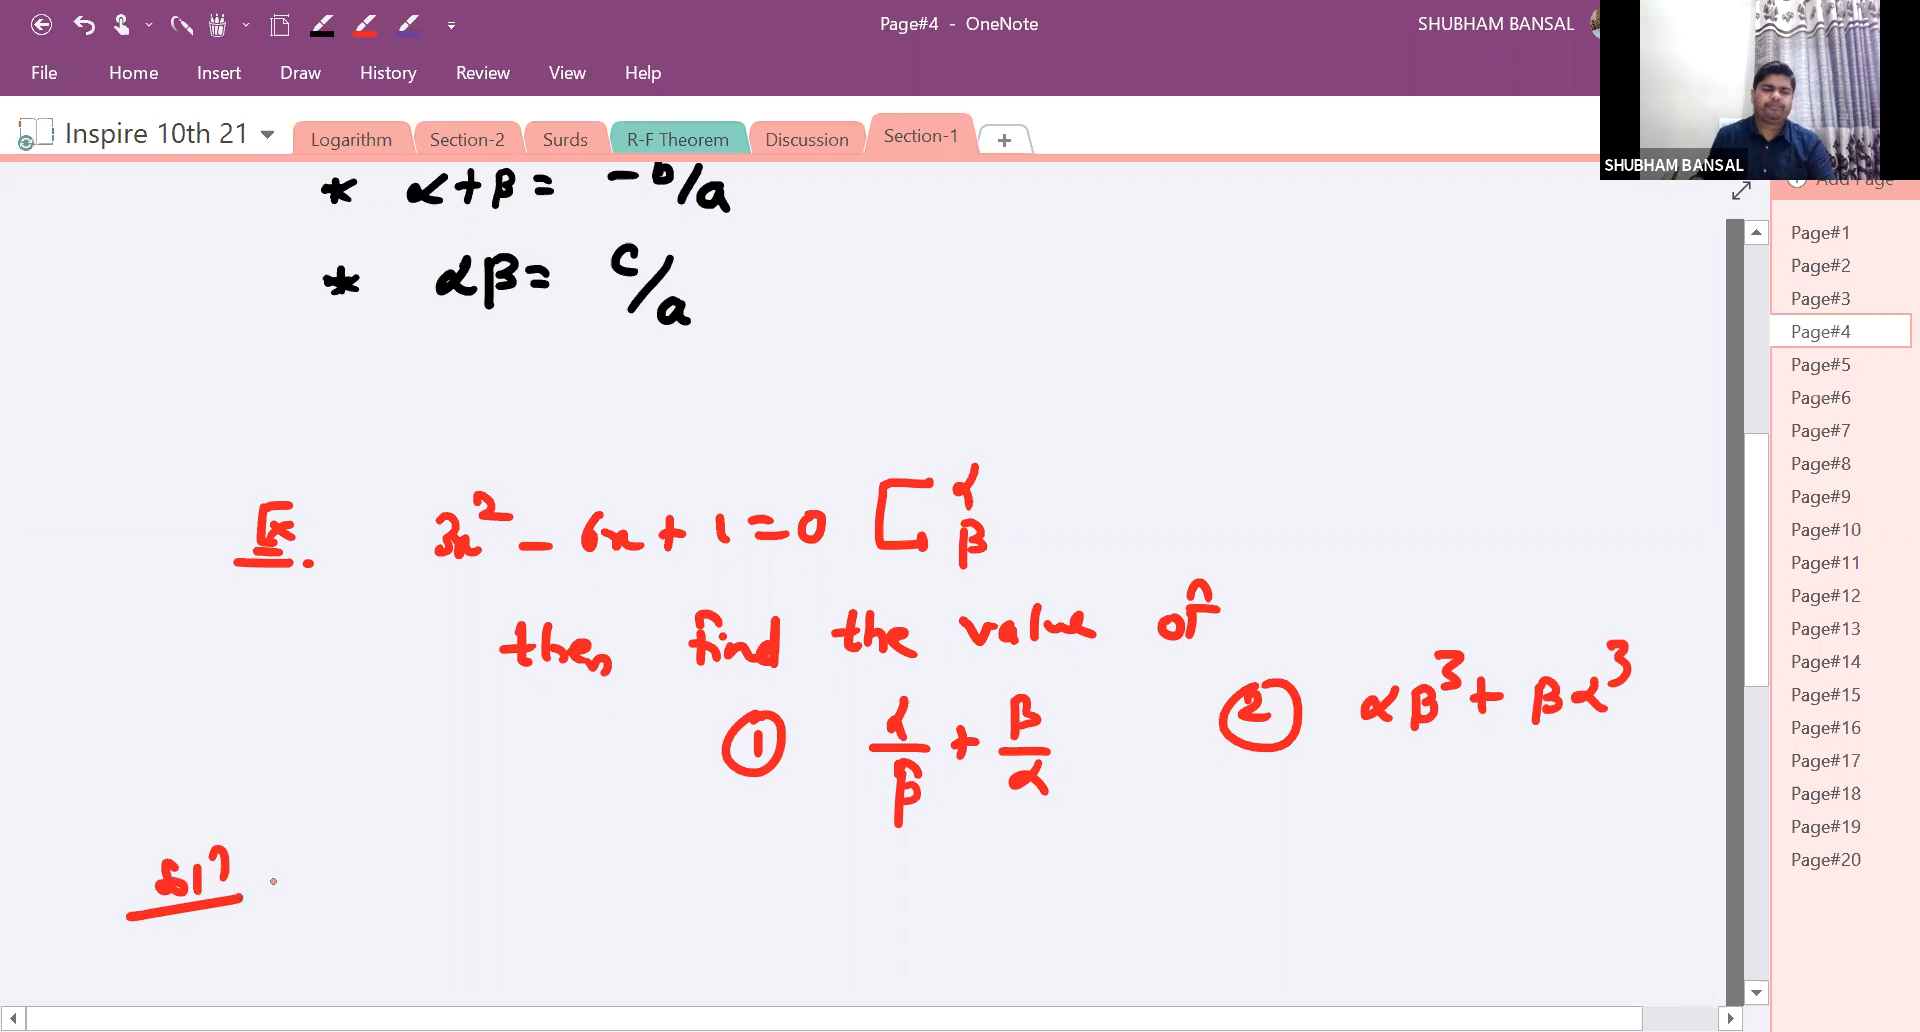 Page#4 - OneNote
SHUBHAM BANSAL
File Home Insert Draw History Review View Help
Inspire 10th 21
Logarithm Section-2 Surds R-F Theorem Discussion Section-1 +
SHUBHAM BANSAL
Add Page
* α+β = -b/a
* αβ = c/a
Ex. 3x² - 6x + 1 = 0 [ α β
then find the value of
① α/β + β/α ② αβ³ + βα³
Sol?
Page#1
Page#2
Page#3
Page#4
Page#5
Page#6
Page#7
Page#8
Page#9
Page#10
Page#11
Page#12
Page#13
Page#14
Page#15
Page#16
Page#17
Page#18
Page#19
Page#20